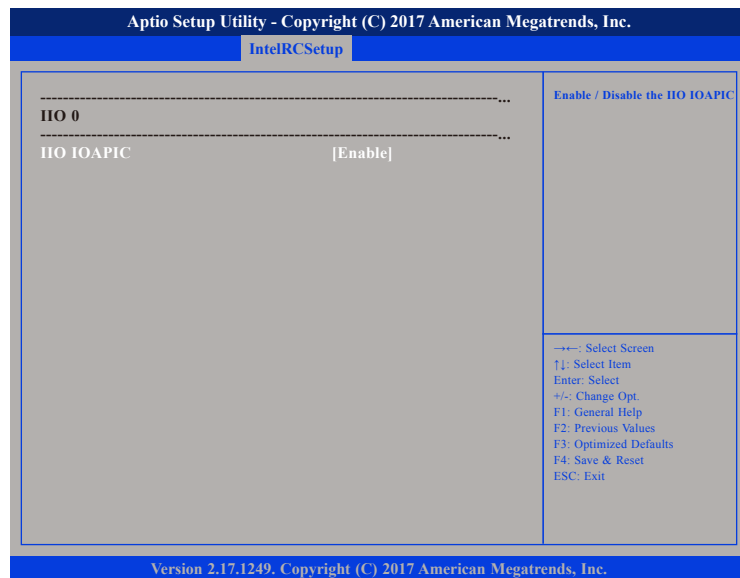 Aptio Setup Utility - Copyright (C) 2017 American Megatrends, Inc.
IntelRCSetup
--------------------------------------------------------------------------------...
IIO 0
--------------------------------------------------------------------------------...
IIO IOAPIC [Enable]
Enable / Disable the IIO IOAPIC
→←: Select Screen
↑↓: Select Item
Enter: Select
+/-: Change Opt.
F1: General Help
F2: Previous Values
F3: Optimized Defaults
F4: Save & Reset
ESC: Exit
Version 2.17.1249. Copyright (C) 2017 American Megatrends, Inc.